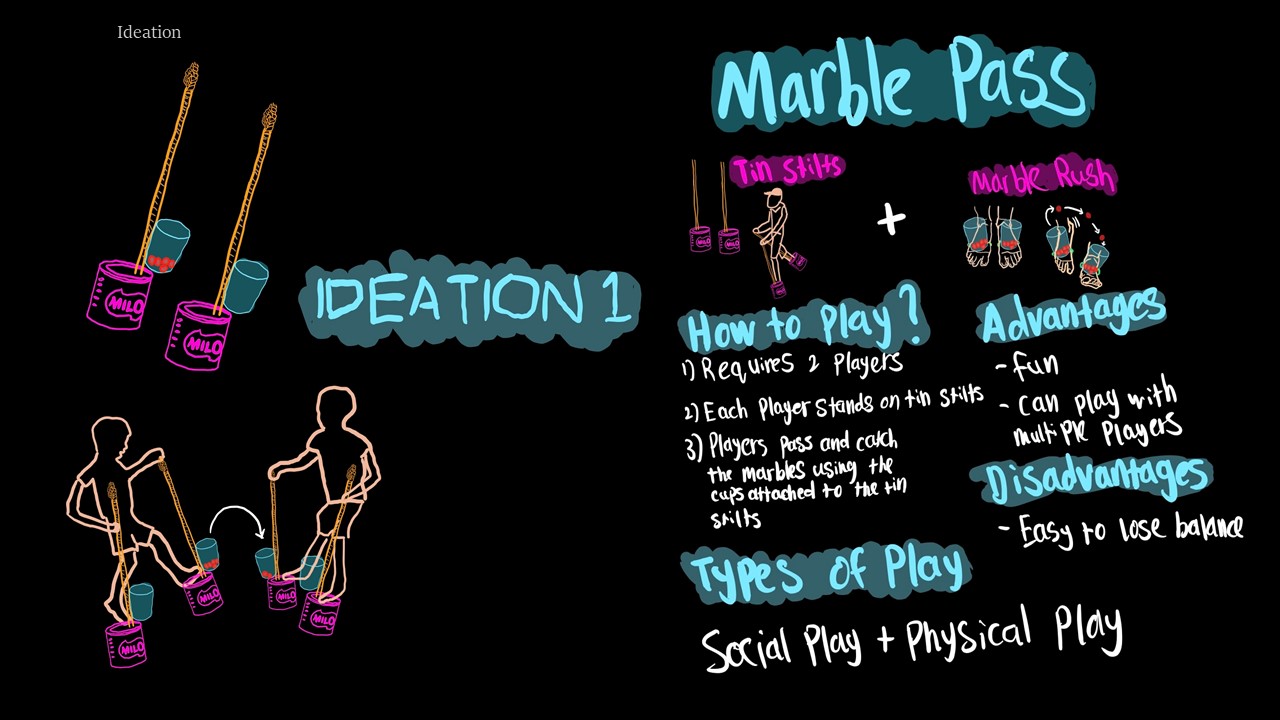 Ideation
MILO
MILO
IDEATION 1
MILO
MILO
MILO
MILO
Marble Pass
Tin Stilts
MILO
MILO
+
Marble Rush
How to play?
1) Requires 2 Players
2) Each Player stands on tin stilts
3) Players pass and catch
the marbles using the
cups attached to the tin
stilts
Advantages
- fun
- can play with
multiple players
Disadvantages
- Easy to lose balance
Types of Play
Social Play + Physical Play